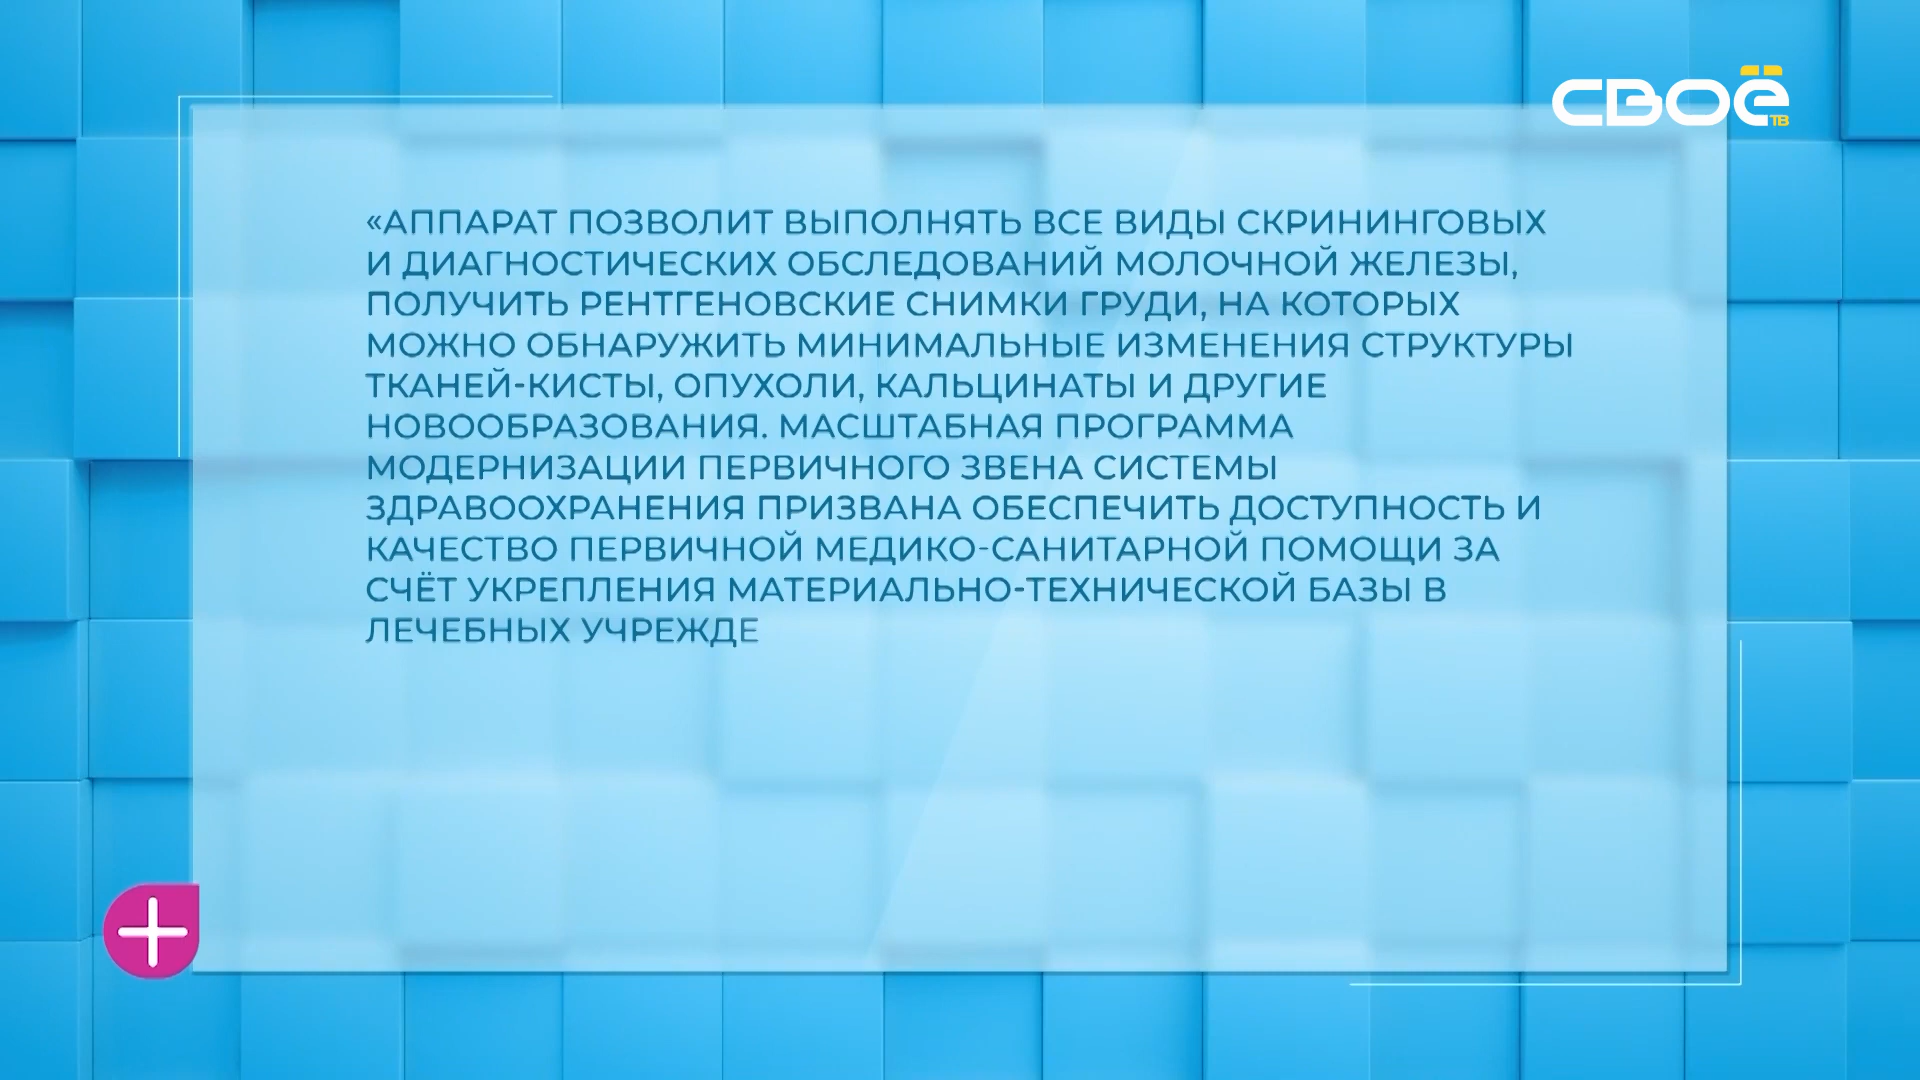 СВОЁ
ТВ
«АППАРАТ ПОЗВОЛИТ ВЫПОЛНЯТЬ ВСЕ ВИДЫ СКРИНИНГОВЫХ
И ДИАГНОСТИЧЕСКИХ ОБСЛЕДОВАНИЙ МОЛОЧНОЙ ЖЕЛЕЗЫ,
ПОЛУЧИТЬ РЕНТГЕНОВСКИЕ СНИМКИ ГРУДИ, НА КОТОРЫХ
МОЖНО ОБНАРУЖИТЬ МИНИМАЛЬНЫЕ ИЗМЕНЕНИЯ СТРУКТУРЫ
ТКАНЕЙ-КИСТЫ, ОПУХОЛИ, КАЛЬЦИНАТЫ И ДРУГИЕ
НОВООБРАЗОВАНИЯ. МАСШТАБНАЯ ПРОГРАММА
МОДЕРНИЗАЦИИ ПЕРВИЧНОГО ЗВЕНА СИСТЕМЫ
ЗДРАВООХРАНЕНИЯ ПРИЗВАНА ОБЕСПЕЧИТЬ ДОСТУПНОСТЬ И
КАЧЕСТВО ПЕРВИЧНОЙ МЕДИКО-САНИТАРНОЙ ПОМОЩИ ЗА
СЧЁТ УКРЕПЛЕНИЯ МАТЕРИАЛЬНО-ТЕХНИЧЕСКОЙ БАЗЫ В
ЛЕЧЕБНЫХ УЧРЕЖДЕ